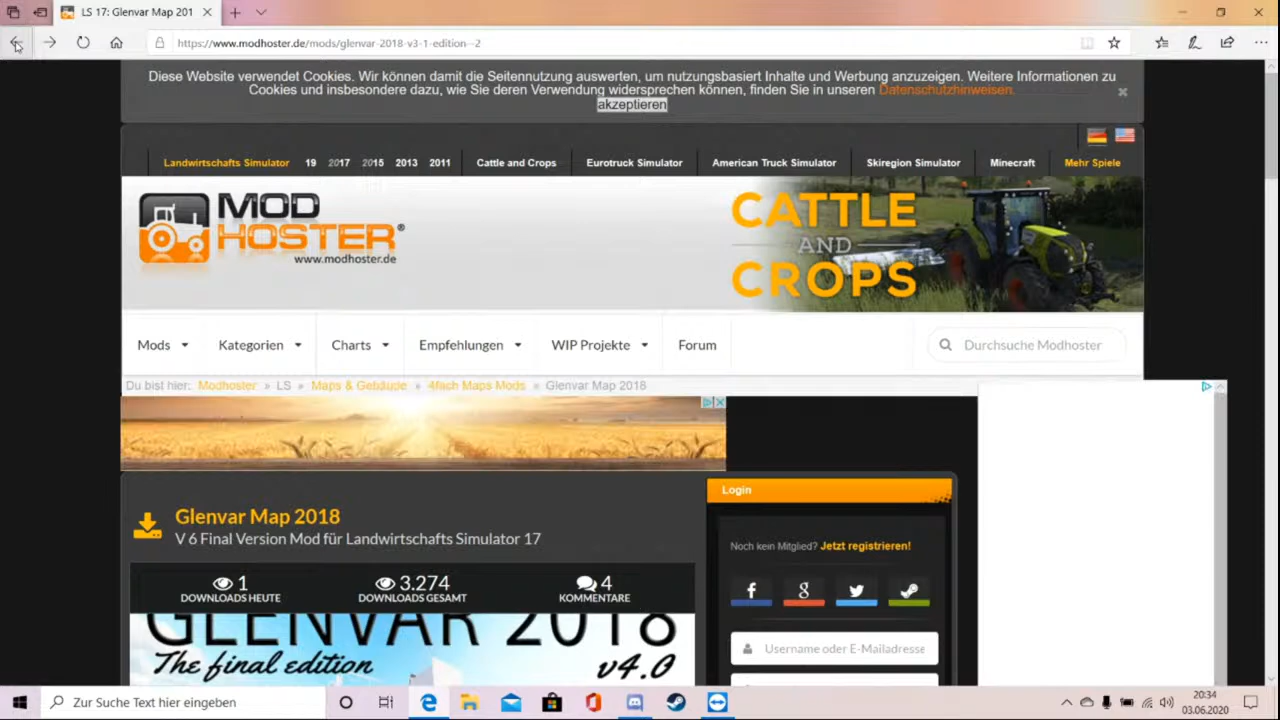 LS 17: Glenvar Map 201
https://www.modhoster.de/mods/glenvar-2018-v3-1-edition--2
Diese Website verwendet Cookies. Wir können damit die Seitennutzung auswerten, um nutzungsbasiert Inhalte und Werbung anzuzeigen. Weitere Informationen zu
Cookies und insbesondere dazu, wie Sie deren Verwendung widersprechen können, finden Sie in unseren Datenschutzhinweisen.
akzeptieren
Landwirtschafts Simulator 19 2017 2015 2013 2011 Cattle and Crops Eurotruck Simulator American Truck Simulator Skiregion Simulator Minecraft Mehr Spiele
MOD
HOSTER®
www.modhoster.de
CATTLE
AND
CROPS
Mods Kategorien Charts Empfehlungen WIP Projekte Forum Durchsuche Modhoster
Du bist hier: Modhoster » LS » Maps & Gebäude » 4fach Maps Mods » Glenvar Map 2018
Glenvar Map 2018
V 6 Final Version Mod für Landwirtschafts Simulator 17
1 3.274 4
DOWNLOADS HEUTE DOWNLOADS GESAMT KOMMENTARE
GLENVAR 2018
The final edition v4.0
Login
Noch kein Mitglied? Jetzt registrieren!
Username oder E-Mailadresse
Zur Suche Text hier eingeben
20:34
03.06.2020